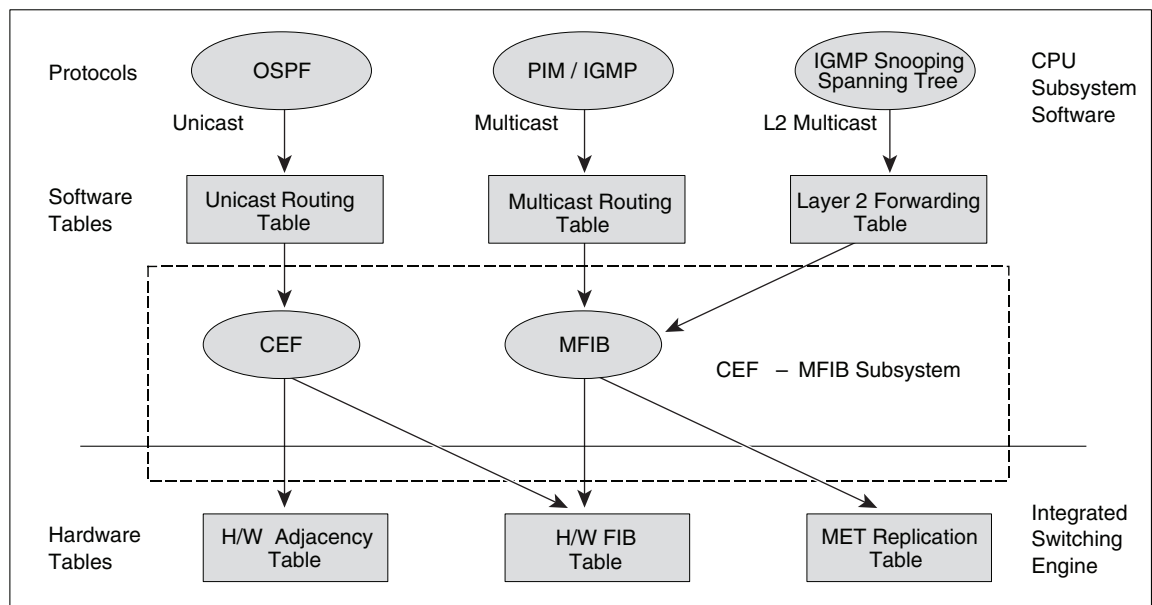 Protocols
OSPF
PIM / IGMP
IGMP Snooping
Spanning Tree
CPU
Subsystem
Software
Unicast
Multicast
L2 Multicast
Software
Tables
Unicast Routing
Table
Multicast Routing
Table
Layer 2 Forwarding
Table
CEF
MFIB
CEF – MFIB Subsystem
Hardware
Tables
H/W Adjacency
Table
H/W FIB
Table
MET Replication
Table
Integrated
Switching
Engine